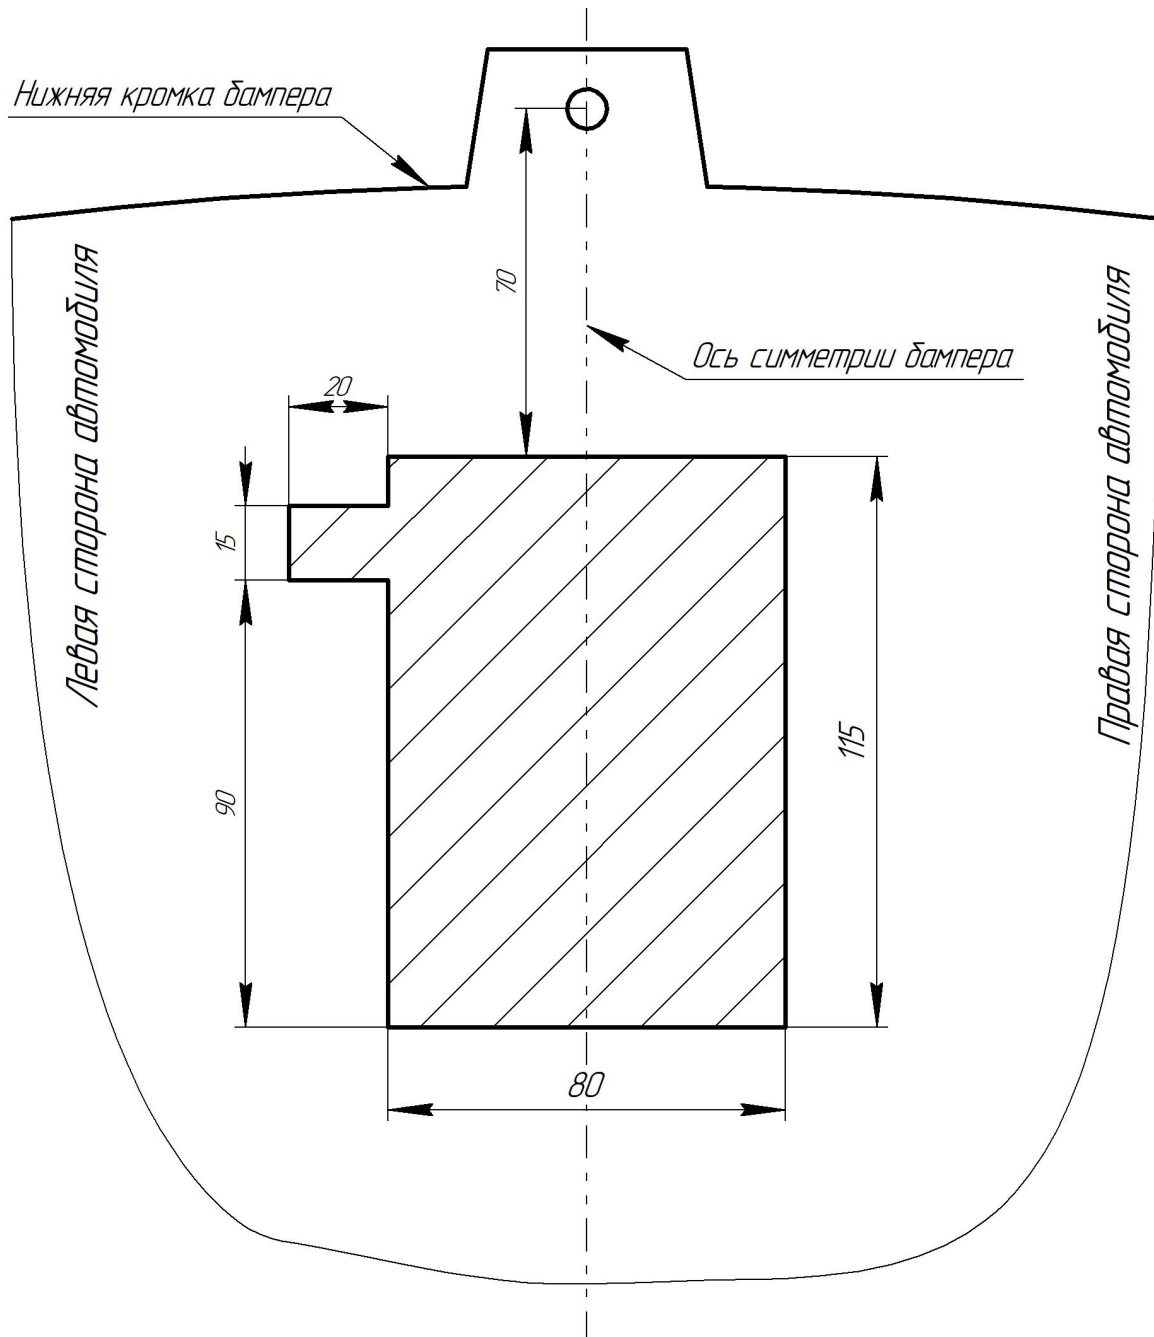 Нижняя кромка бампера
70
Ось симметрии бампера
Левая сторона автомобиля
Правая сторона автомобиля
20
15
90
115
80